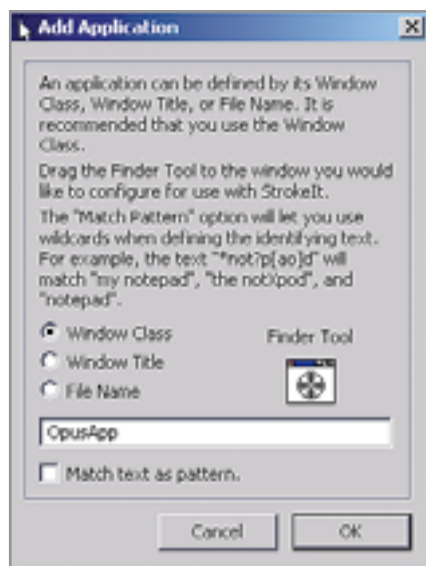 Add Application
An application can be defined by its Window
Class, Window Title, or File Name. It is
recommended that you use the Window
Class.
Drag the Finder Tool to the window you would
like to configure for use with StrokeIt.
The "Match Pattern" option will let you use
wildcards when defining the identifying text.
For example, the text "*not?p[ao]d" will
match "my notepad", "the notXpod", and
"notepad".
Window Class
Finder Tool
Window Title
File Name
OpusApp
Match text as pattern.
Cancel
OK